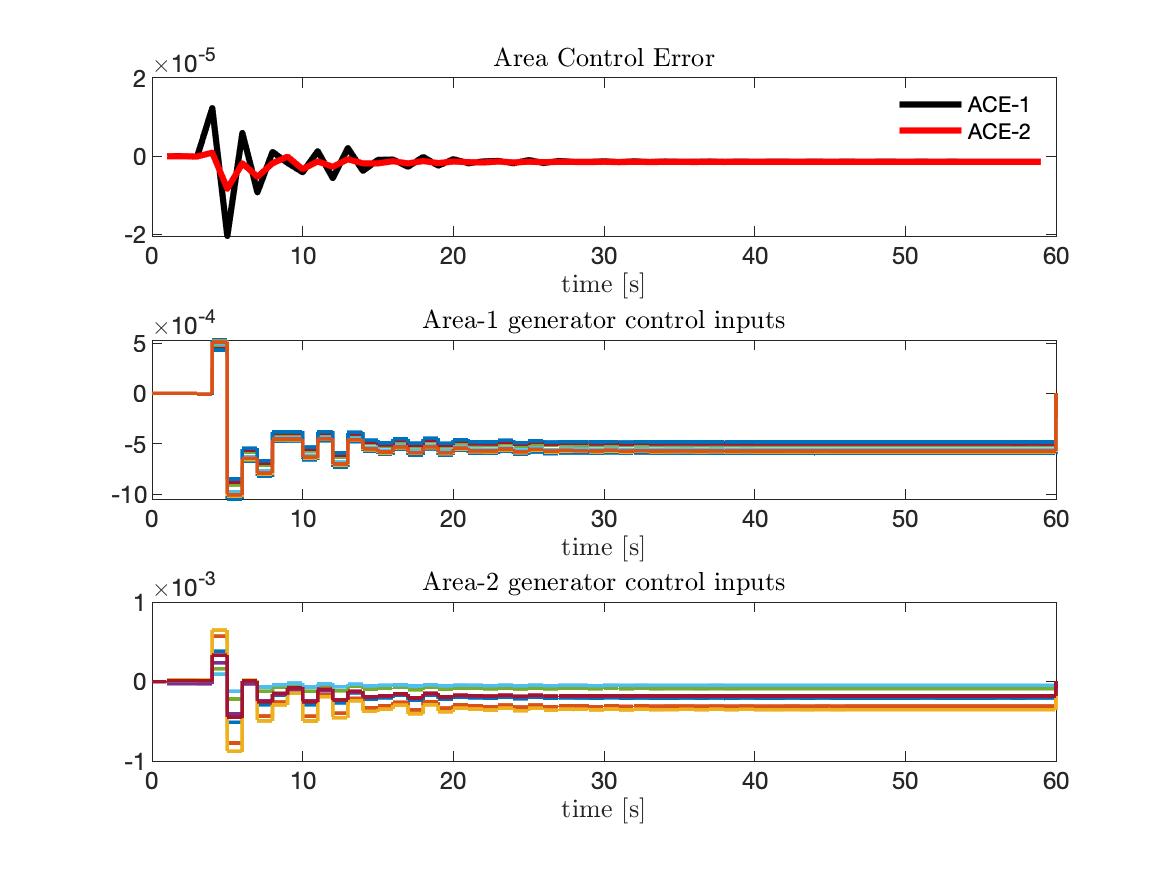 Area Control Error
×10-5
2
0
-2
ACE-1
ACE-2
0 10 20 30 40 50 60
time [s]
Area-1 generator control inputs
×10-4
5
0
-5
-10
0 10 20 30 40 50 60
time [s]
Area-2 generator control inputs
×10-3
1
0
-1
0 10 20 30 40 50 60
time [s]